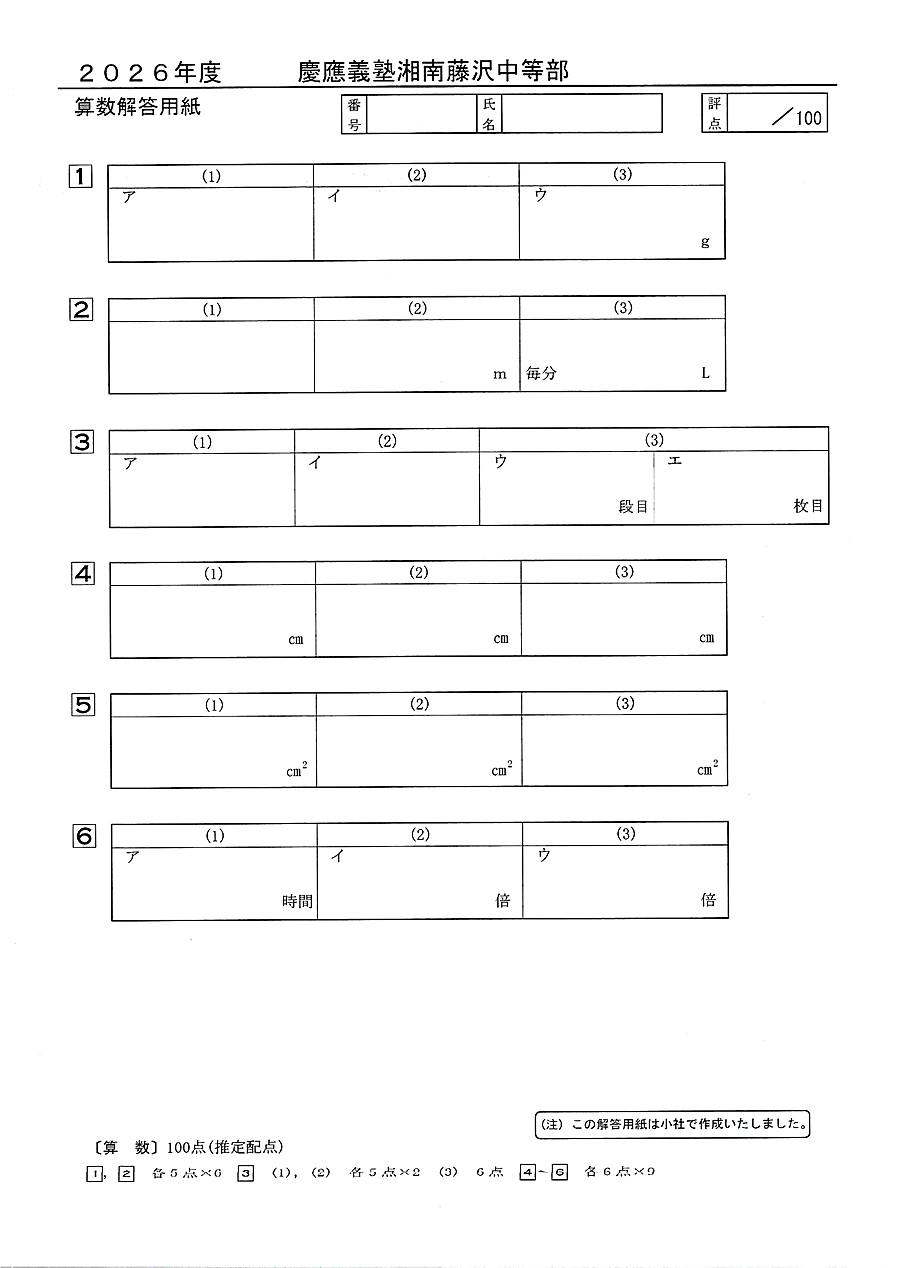 2026年度　慶應義塾湘南藤沢中等部
算数解答用紙　番号　氏名　評点　／100
1　(1)　(2)　(3)
ア　イ　ウ
g
2　(1)　(2)　(3)
m　毎分　L
3　(1)　(2)　(3)
ア　イ　ウ　エ
段目　枚目
4　(1)　(2)　(3)
cm　cm　cm
5　(1)　(2)　(3)
cm²　cm²　cm²
6　(1)　(2)　(3)
ア　イ　ウ
時間　倍　倍
(注) この解答用紙は小社で作成いたしました。
〔算　数〕100点(推定配点)
1, 2　各5点×6　3　(1), (2)　各5点×2　(3)　6点　4～6　各6点×9